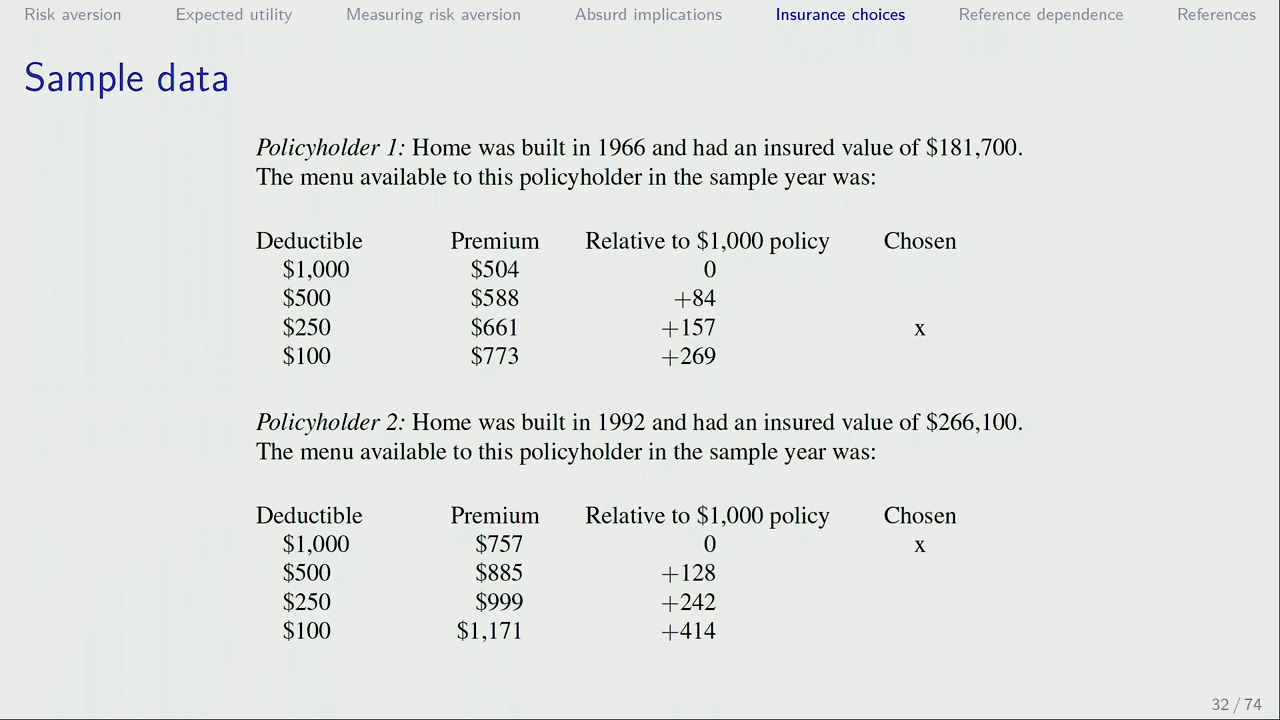 Risk aversion Expected utility Measuring risk aversion Absurd implications Insurance choices Reference dependence References
Sample data
Policyholder 1: Home was built in 1966 and had an insured value of $181,700.
The menu available to this policyholder in the sample year was:
Deductible Premium Relative to $1,000 policy Chosen
$1,000 $504 0
$500 $588 +84
$250 $661 +157 x
$100 $773 +269
Policyholder 2: Home was built in 1992 and had an insured value of $266,100.
The menu available to this policyholder in the sample year was:
Deductible Premium Relative to $1,000 policy Chosen
$1,000 $757 0 x
$500 $885 +128
$250 $999 +242
$100 $1,171 +414
32 / 74